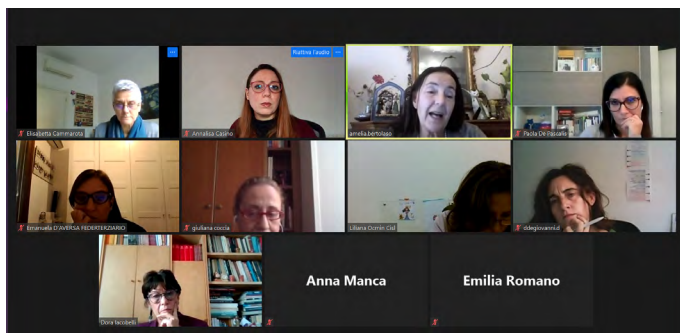 Elisabetta Cammarota
Riattiva l'audio
Annalisa Casino
amelia.bertolaso
Paola De Pascalis
Emanuela D'AVERSA FEDERTERZIARIO
giuliana coccia
Liliana Ocmin Cisl
ddegiovanni.d
Dora Iacobelli
Anna Manca
Emilia Romano